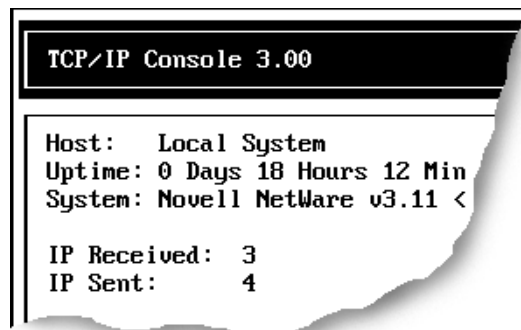 TCP/IP Console 3.00
Host: Local System
Uptime: 0 Days 18 Hours 12 Min
System: Novell NetWare v3.11 <
IP Received: 3
IP Sent: 4